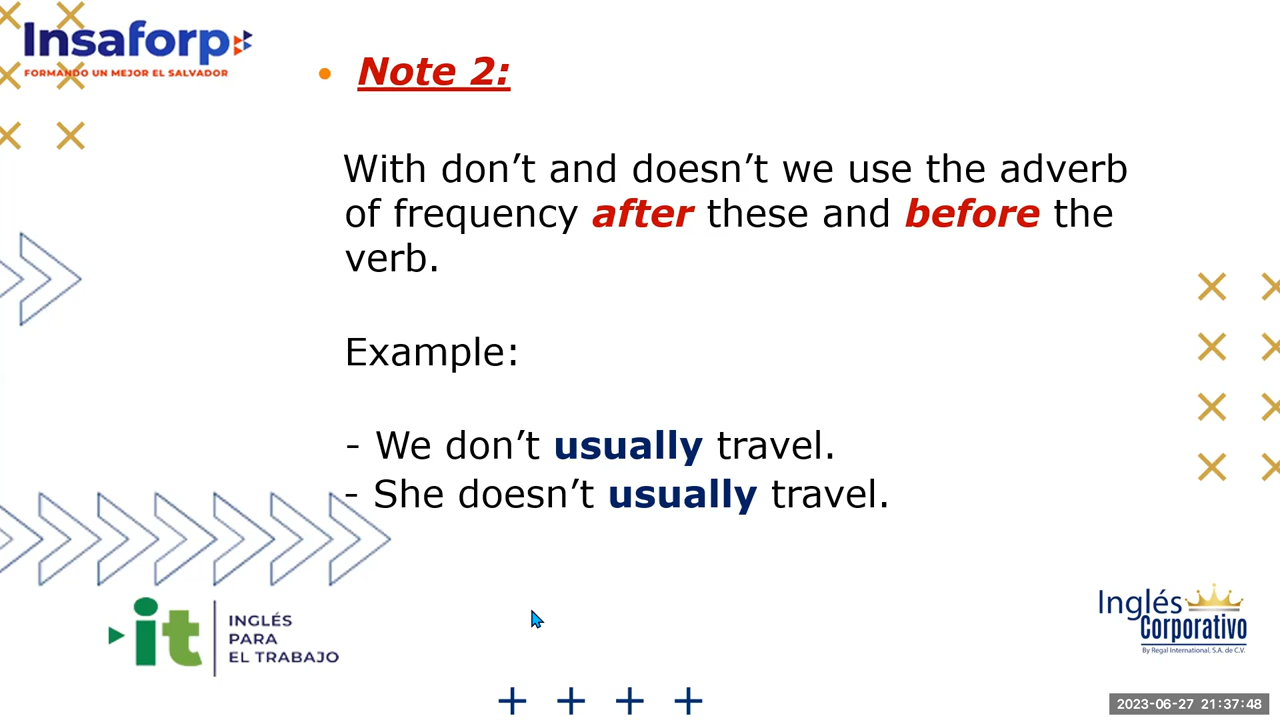 Insaforp
FORMANDO UN MEJOR EL SALVADOR
• Note 2:
With don’t and doesn’t we use the adverb
of frequency after these and before the
verb.
Example:
- We don’t usually travel.
- She doesn’t usually travel.
it
INGLÉS
PARA
EL TRABAJO
Inglés
Corporativo
By Regal International, S.A. de C.V.
2023-06-27 21:37:48